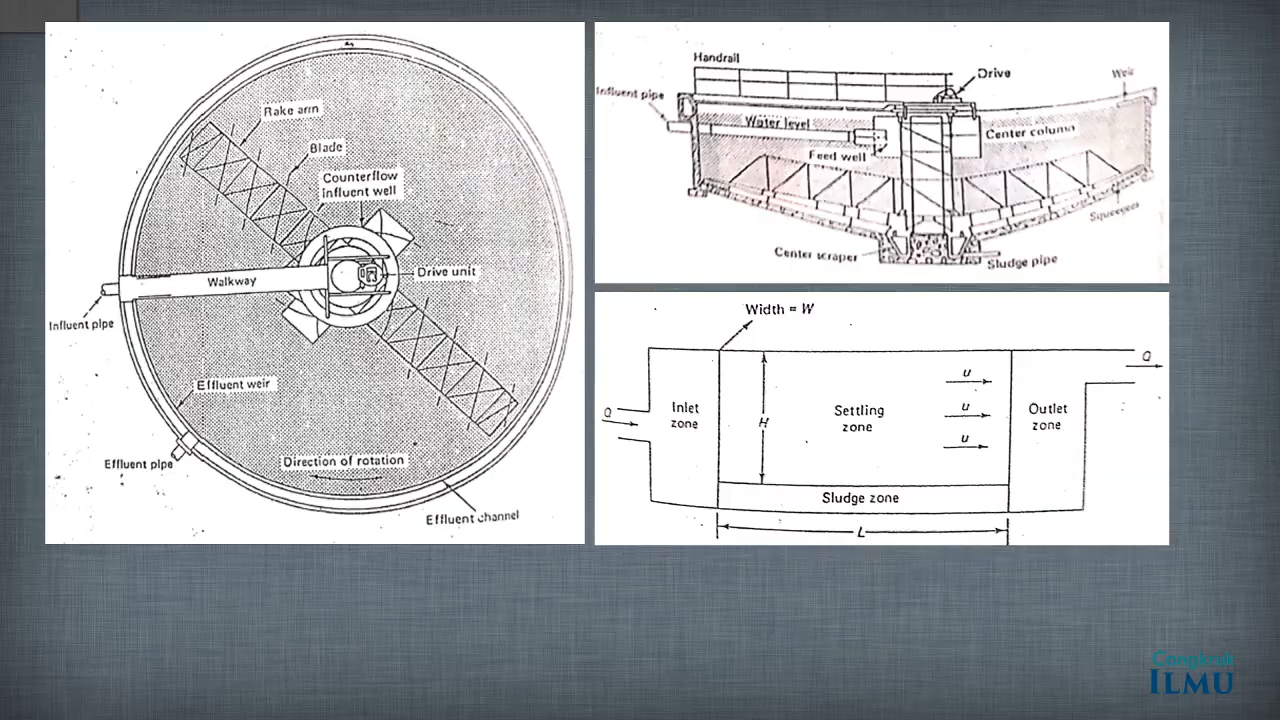 Rake arm
Blade
Counterflow
influent well
Drive unit
Walkway
Influent pipe
Effluent weir
Effluent pipe
Direction of rotation
Effluent channel
Handrail
Drive
Weir
Influent pipe
Water level
Center column
Feed well
Squeegees
Center scraper
Sludge pipe
Width = W
Q
u
Q
Inlet
zone
H
Settling
zone
u
Outlet
zone
u
Sludge zone
L
Congkrait
ILMU